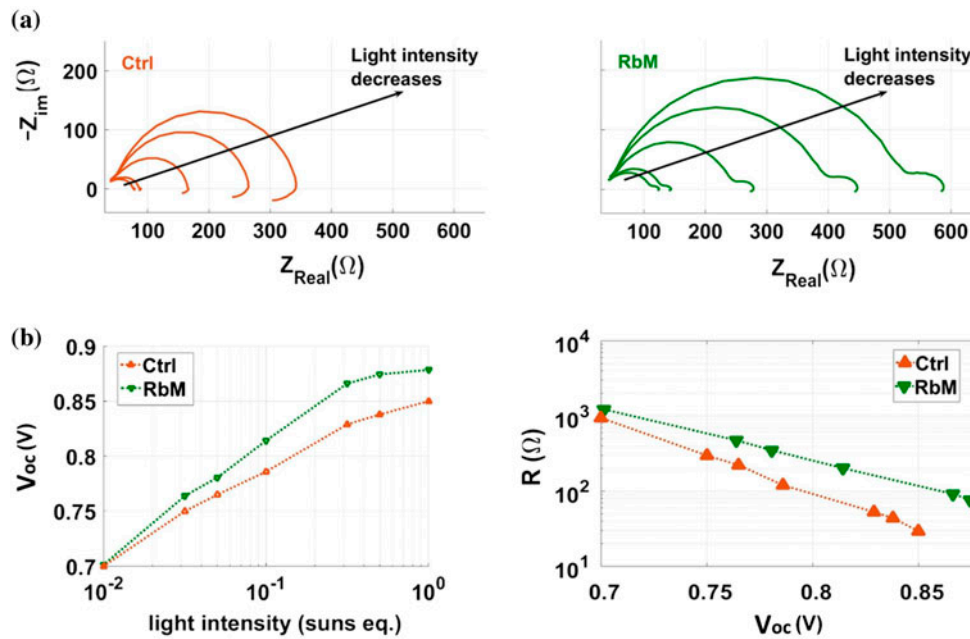 (a)
Ctrl
Light intensity
decreases
200
100
0
-Z_im(Ω)
100 200 300 400 500 600
Z_Real(Ω)
RbM
Light intensity
decreases
100 200 300 400 500 600
Z_Real(Ω)
(b)
0.9
0.85
0.8
0.75
0.7
Voc (V)
Ctrl
RbM
10^-2 10^-1 10^0
light intensity (suns eq.)
10^4
10^3
10^2
10^1
R (Ω)
Ctrl
RbM
0.7 0.75 0.8 0.85
Voc (V)